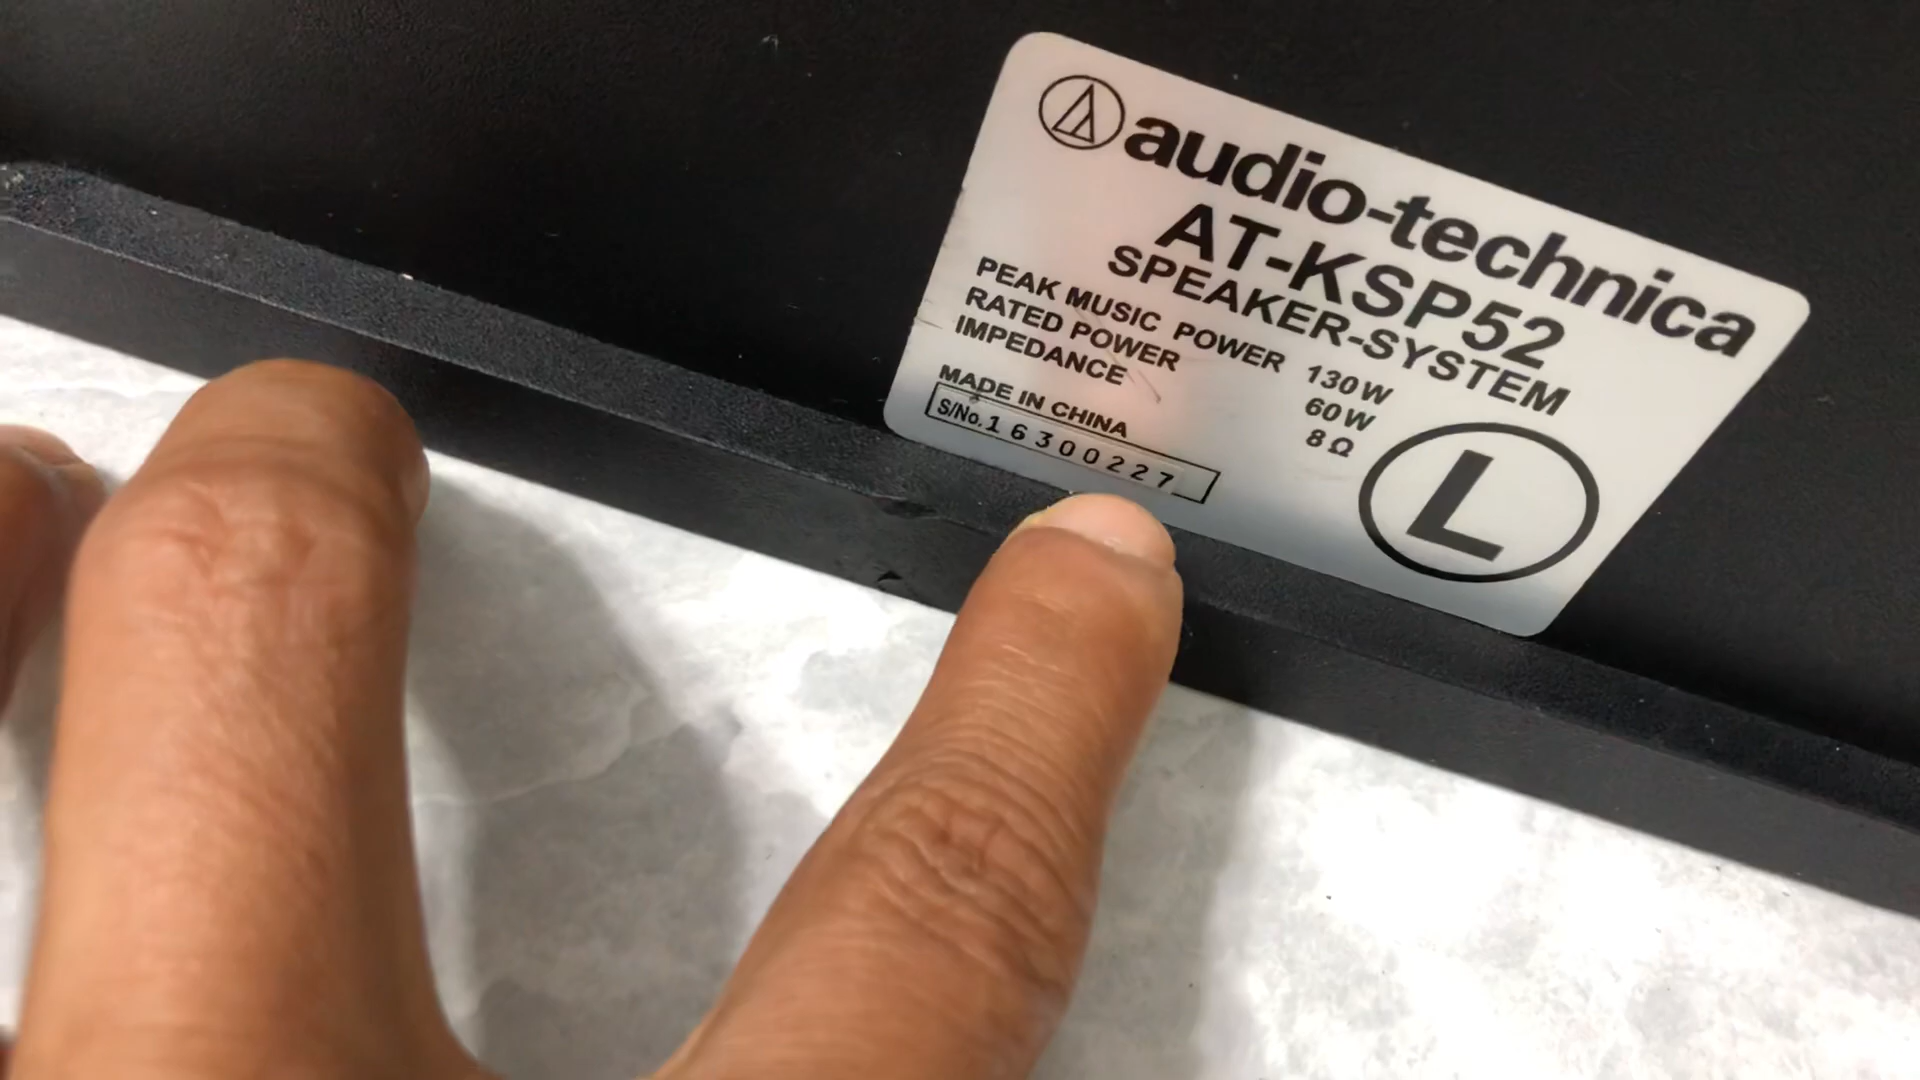 audio-technica
AT-KSP52
SPEAKER-SYSTEM
PEAK MUSIC POWER 130W
RATED POWER 60W
IMPEDANCE 8Ω
MADE IN CHINA
S/No. 16300227
L